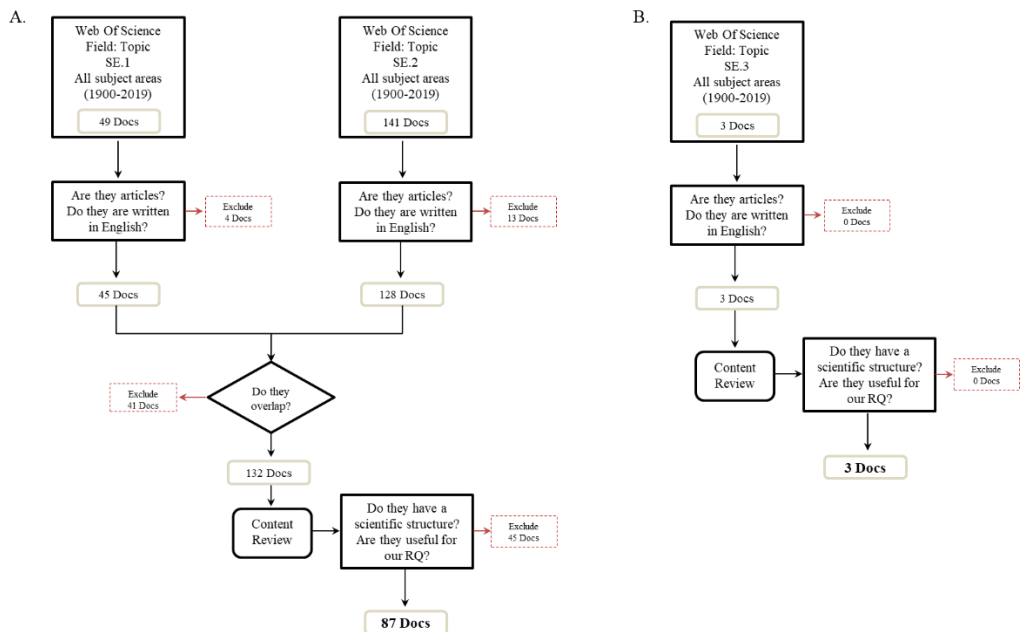 A.
Web Of Science
Field: Topic
SE.1
All subject areas
(1900-2019)
49 Docs
Are they articles?
Do they are written
in English?
Exclude
4 Docs
45 Docs
Web Of Science
Field: Topic
SE.2
All subject areas
(1900-2019)
141 Docs
Are they articles?
Do they are written
in English?
Exclude
13 Docs
128 Docs
Do they
overlap?
Exclude
41 Docs
132 Docs
Content
Review
Do they have a
scientific structure?
Are they useful for
our RQ?
Exclude
45 Docs
87 Docs
B.
Web Of Science
Field: Topic
SE.3
All subject areas
(1900-2019)
3 Docs
Are they articles?
Do they are written
in English?
Exclude
0 Docs
3 Docs
Content
Review
Do they have a
scientific structure?
Are they useful for
our RQ?
Exclude
0 Docs
3 Docs